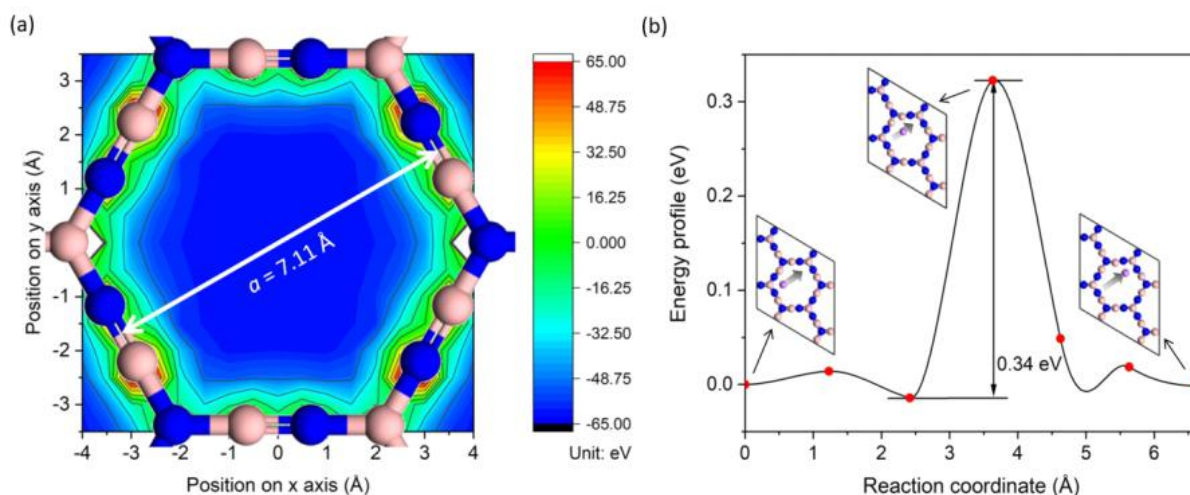 (a)
Position on y axis (Å)
3
2
1
0
-1
-2
-3
a = 7.11 Å
-4 -3 -2 -1 0 1 2 3 4
Position on x axis (Å)
65.00
48.75
32.50
16.25
0.000
-16.25
-32.50
-48.75
-65.00
Unit: eV
(b)
Energy profile (eV)
0.3
0.2
0.1
0.0
0.34 eV
0 1 2 3 4 5 6
Reaction coordinate (Å)